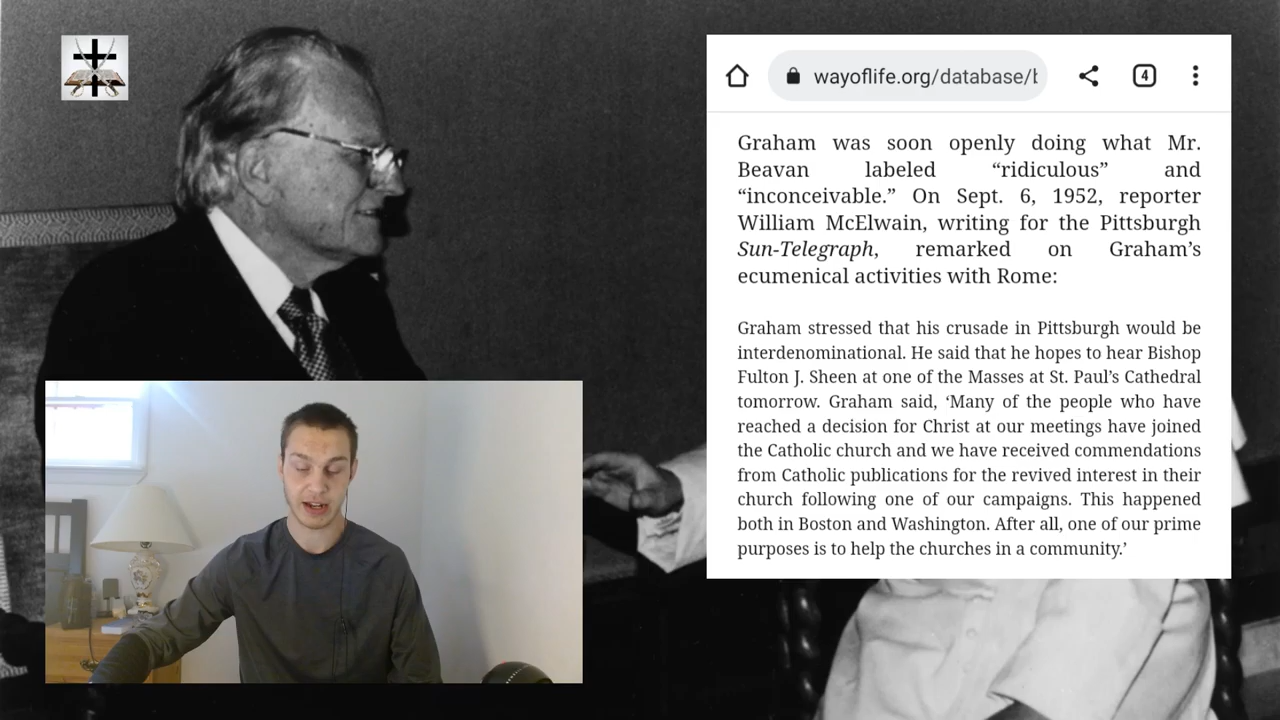 wayoflife.org/database/b
4
Graham was soon openly doing what Mr.
Beavan labeled “ridiculous” and
“inconceivable.” On Sept. 6, 1952, reporter
William McElwain, writing for the Pittsburgh
Sun-Telegraph, remarked on Graham’s
ecumenical activities with Rome:
Graham stressed that his crusade in Pittsburgh would be
interdenominational. He said that he hopes to hear Bishop
Fulton J. Sheen at one of the Masses at St. Paul’s Cathedral
tomorrow. Graham said, ‘Many of the people who have
reached a decision for Christ at our meetings have joined
the Catholic church and we have received commendations
from Catholic publications for the revived interest in their
church following one of our campaigns. This happened
both in Boston and Washington. After all, one of our prime
purposes is to help the churches in a community.’